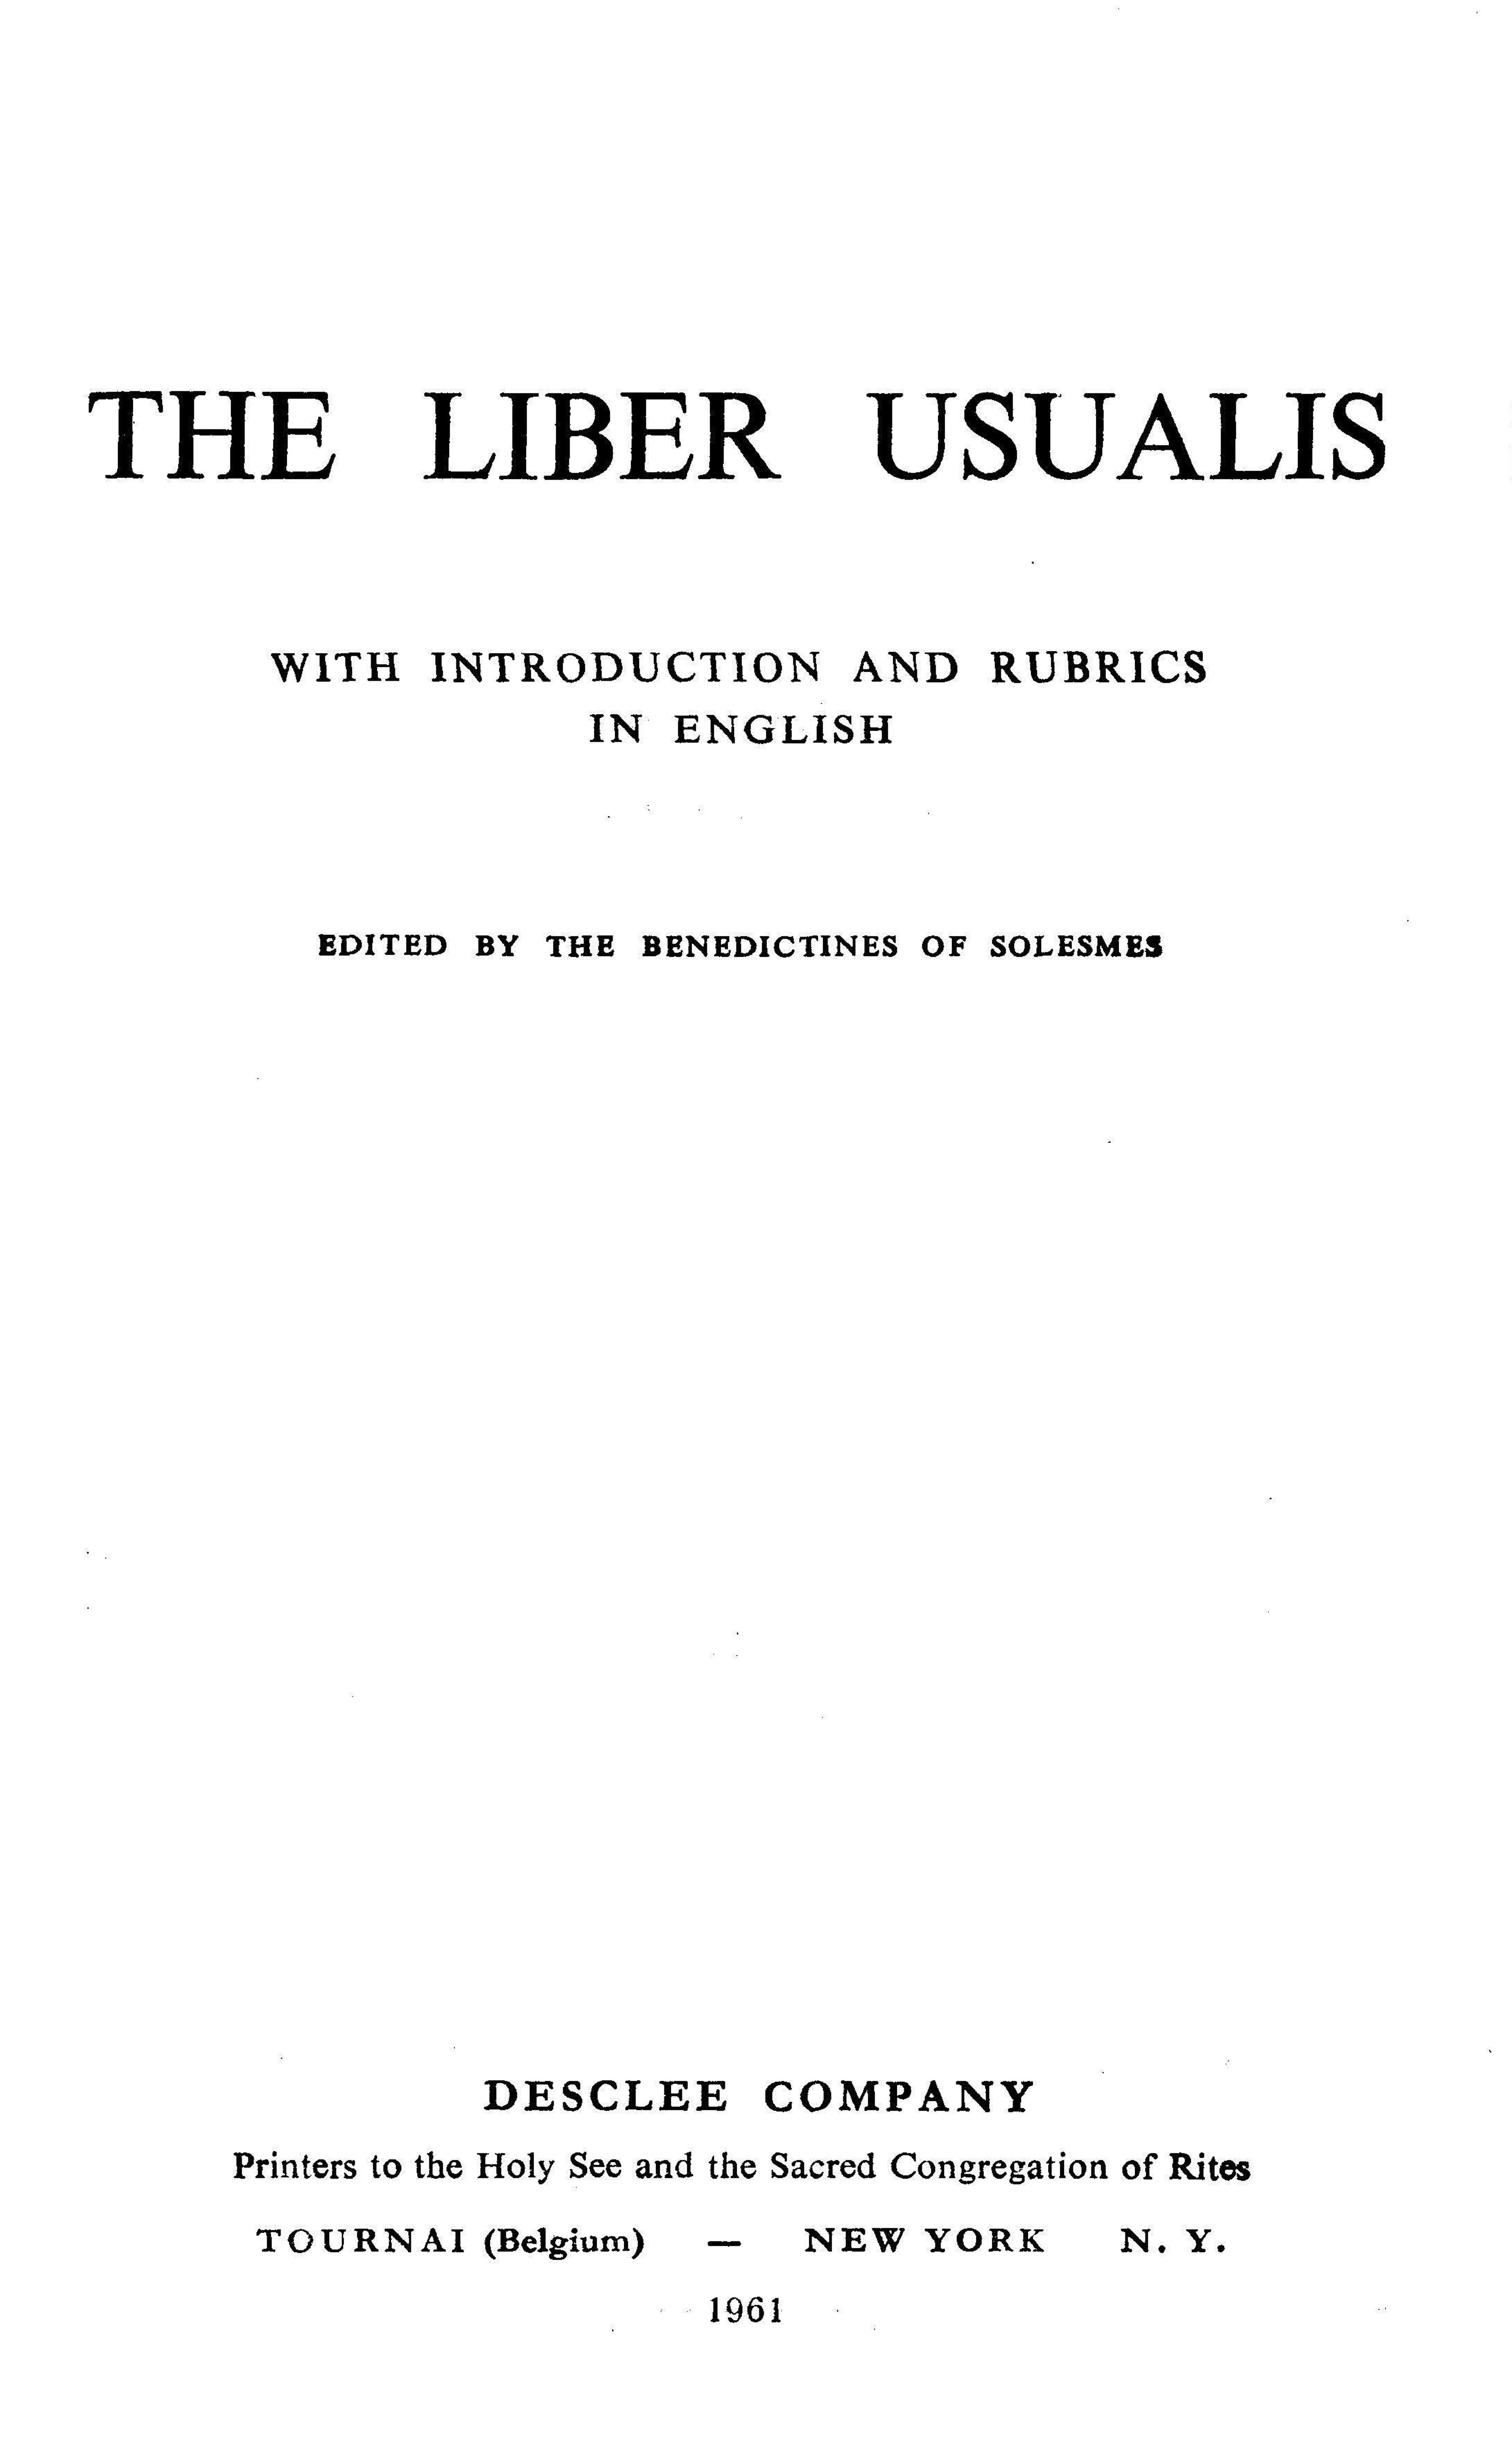 THE LIBER USUALIS
WITH INTRODUCTION AND RUBRICS
IN ENGLISH
EDITED BY THE BENEDICTINES OF SOLESMES
DESCLEE COMPANY
Printers to the Holy See and the Sacred Congregation of Rites
TOURNAI (Belgium) — NEW YORK N. Y.
1961